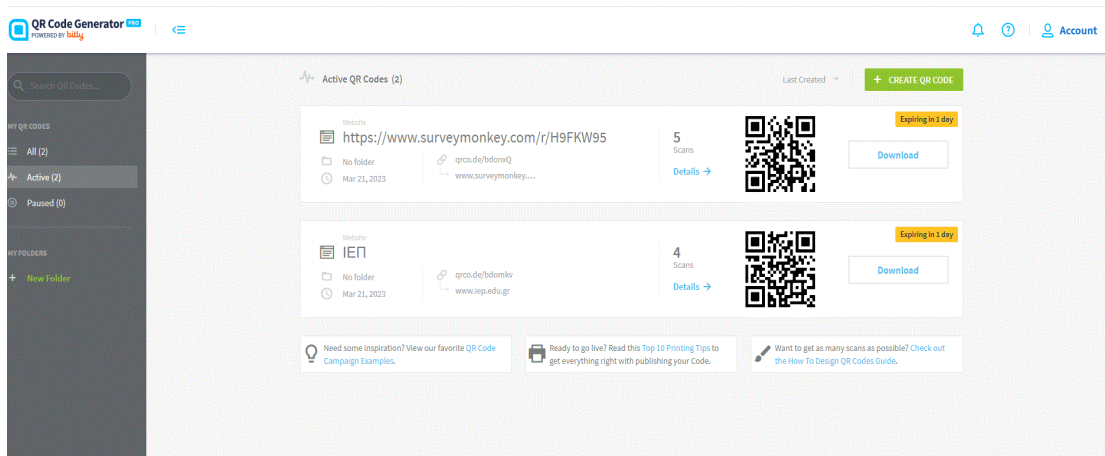 QR Code Generator PRO
POWERED BY bitly
Account
Search QR Codes...
MY QR CODES
All (2)
Active (2)
Paused (0)
MY FOLDERS
+ New Folder
Active QR Codes (2)
Last Created
+ CREATE QR CODE
Website
https://www.surveymonkey.com/r/H9FKW95
No folder
Mar 21, 2023
qrco.de/bdonxQ
www.surveymonkey....
5
Scans
Details →
Expiring in 1 day
Download
Website
ΙΕΠ
No folder
Mar 21, 2023
qrco.de/bdomkv
www.iep.edu.gr
4
Scans
Details →
Expiring in 1 day
Download
Need some inspiration? View our favorite QR Code
Campaign Examples.
Ready to go live? Read this Top 10 Printing Tips to
get everything right with publishing your Code.
Want to get as many scans as possible? Check out
the How To Design QR Codes Guide.